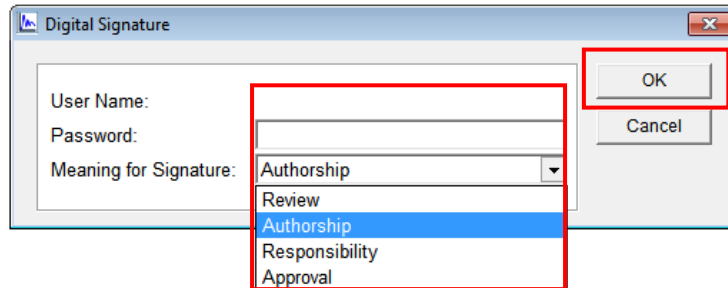 Digital Signature
User Name:
OK
Password:
Cancel
Meaning for Signature:
Authorship
Review
Authorship
Responsibility
Approval